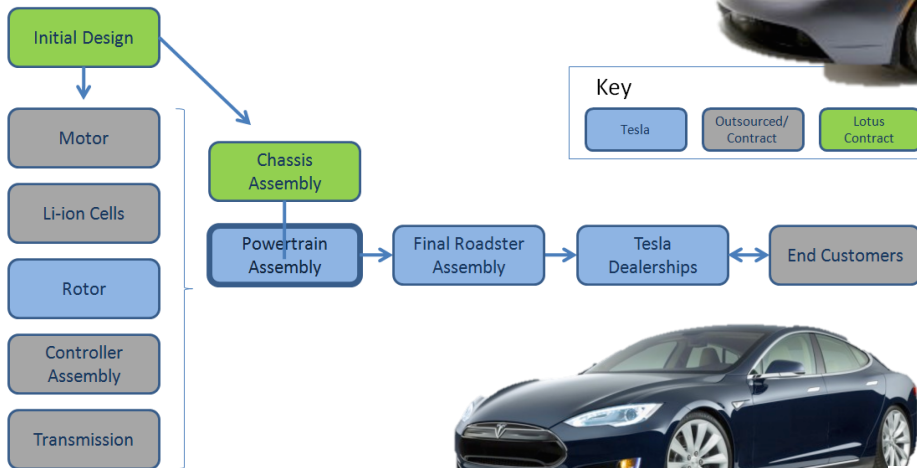 Initial Design
Key
Tesla
Outsourced/
Contract
Lotus
Contract
Motor
Chassis
Assembly
Li-ion Cells
Powertrain
Assembly
Final Roadster
Assembly
Tesla
Dealerships
End Customers
Rotor
Controller
Assembly
Transmission